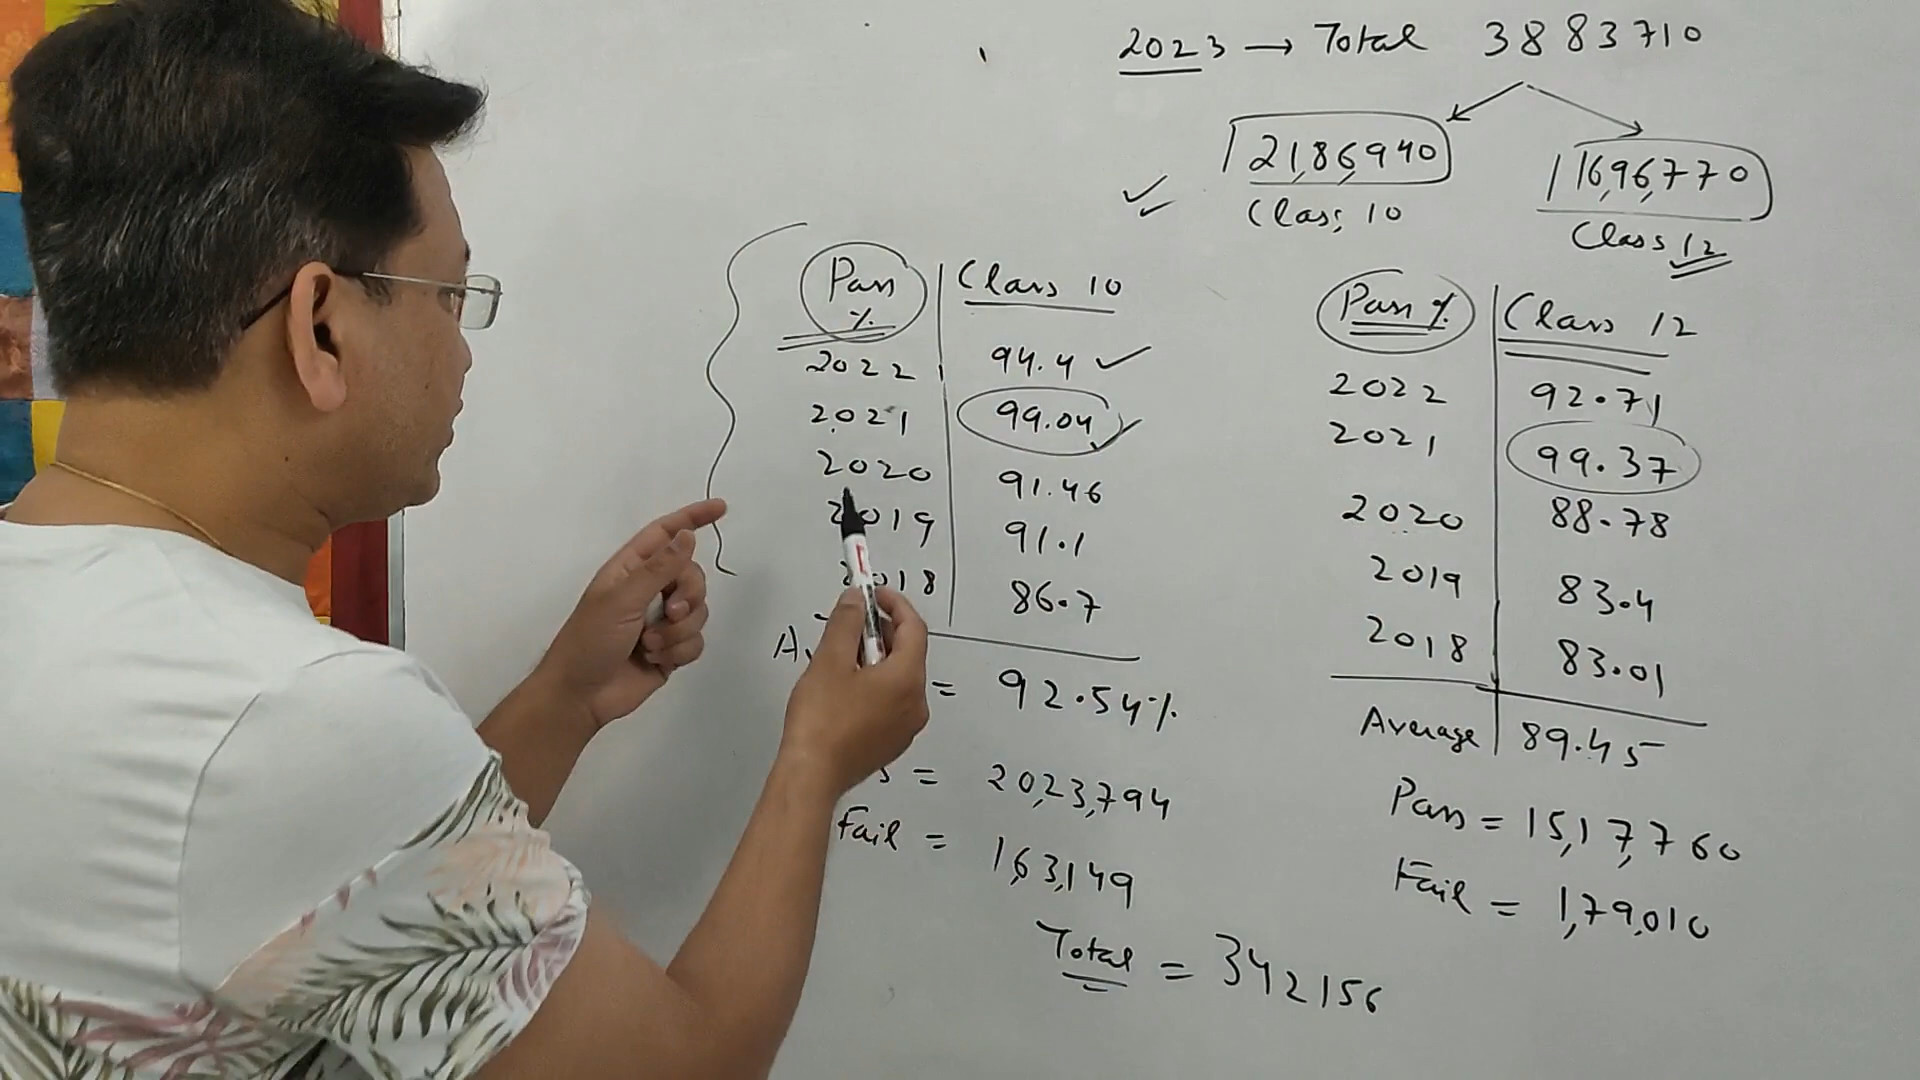 2023 → Total 3883710
21,86,940
Class 10
16,96,770
Class 12
Pass % Class 10
2022 94.4
2021 99.04
2020 91.46
2019 91.1
2018 86.7
= 92.54%
= 20,23,794
Fail = 1,63,149
Pass % Class 12
2022 92.71
2021 99.37
2020 88.78
2019 83.4
2018 83.01
Average 89.45
Pass = 15,17,760
Fail = 1,79,010
Total = 342156